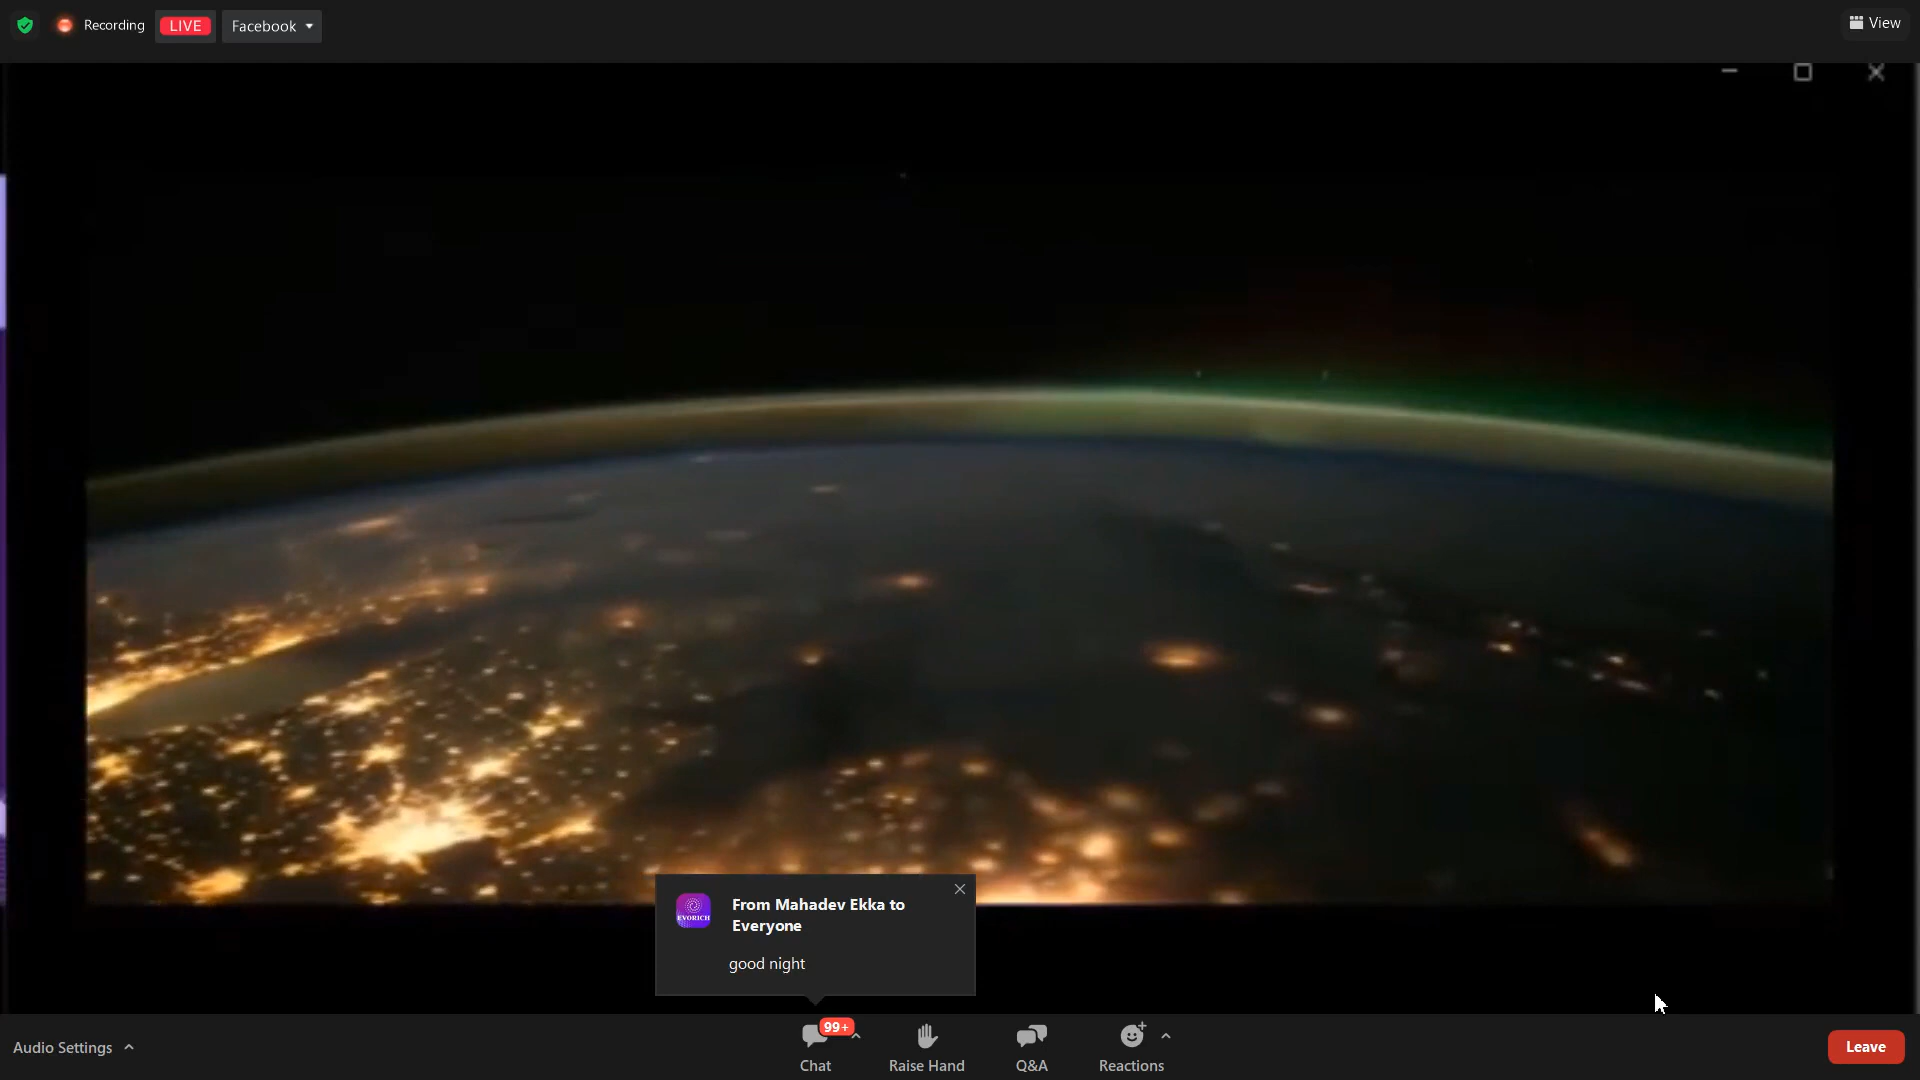 Recording
LIVE
Facebook
View
EVORICH
From Mahadev Ekka to
Everyone
good night
99+
Audio Settings
Chat
Raise Hand
Q&A
Reactions
Leave